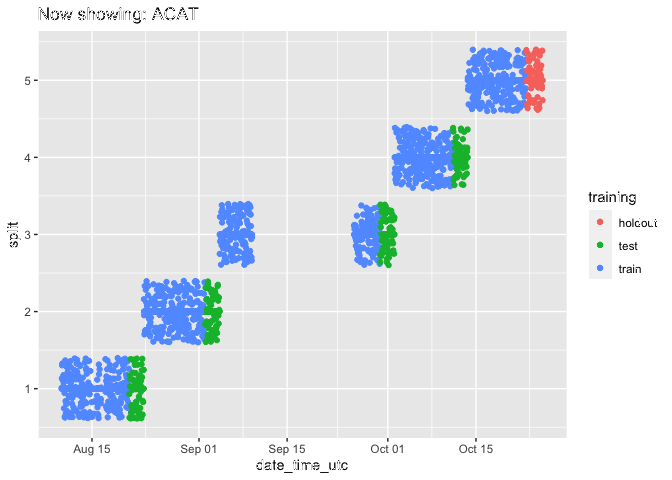 Now showing: ACAT
5
4
3
2
1
split
Aug 15
Sep 01
Sep 15
Oct 01
Oct 15
date_time_utc
training
holdout
test
train